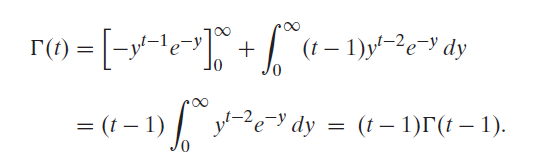 Γ(t) = [−y^{t−1}e^{−y}]_0^∞ + ∫_0^∞ (t − 1)y^{t−2}e^{−y} dy
= (t − 1) ∫_0^∞ y^{t−2}e^{−y} dy = (t − 1)Γ(t − 1).